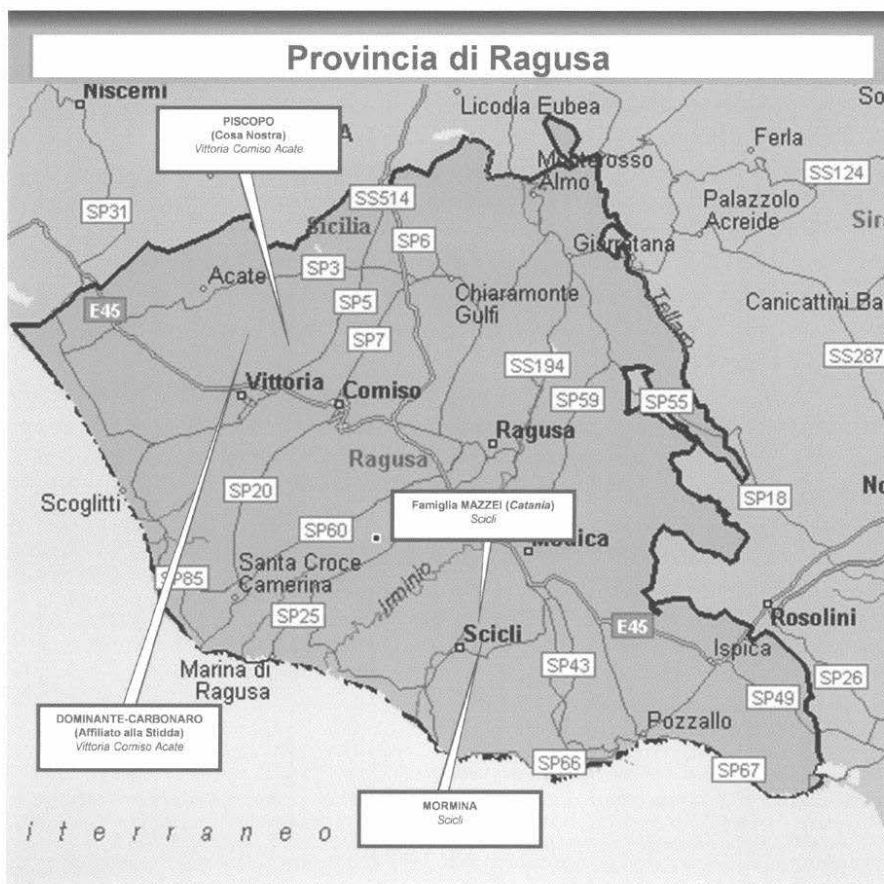 Provincia di Ragusa
Niscemi
Licodia Eubea
So
PISCOPO
(Cosa Nostra)
Vittoria Comiso Acate
A
Ferla
Monterosso
Almo
SS124
SS514
Palazzolo
Acreide
SP31
Sicilia
SP6
Sir
Giarratana
SP3
Acate
Chiaramonte
Gulfi
Tellaro
Canicattini Ba
E45
SP5
SP7
SS287
SS194
Vittoria
Comiso
SP59
SP55
Ragusa
Ragusa
No
Scoglitti
SP20
SP18
Famiglia MAZZEI (Catania)
Scicli
SP60
Modica
Santa Croce
Camerina
SP85
Irminio
SP25
Rosolini
E45
Scicli
Ispica
Marina di
Ragusa
SP43
SP26
SP49
DOMINANTE-CARBONARO
(Affiliato alla Stidda)
Vittoria Comiso Acate
Pozzallo
SP66
SP67
MORMINA
Scicli
iterraneo